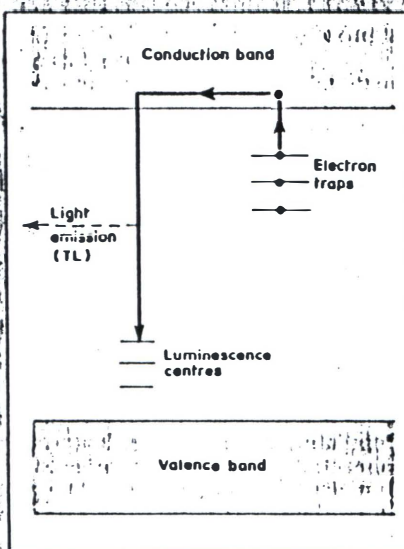 Conduction band
Electron
traps
Light
emission
(TL)
Luminescence
centres
Valence band